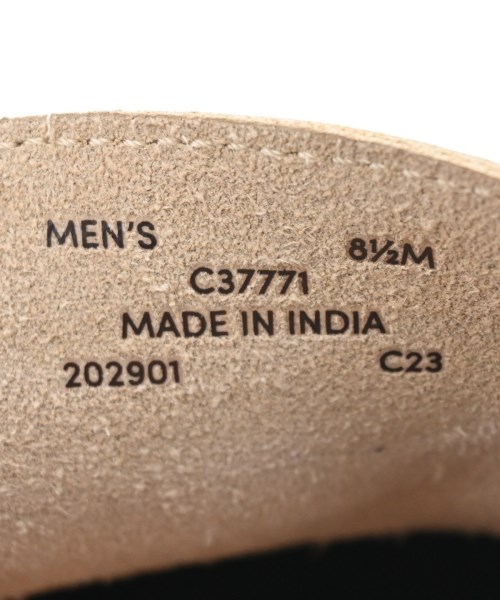 MEN'S 8½M
C37771
MADE IN INDIA
202901 C23